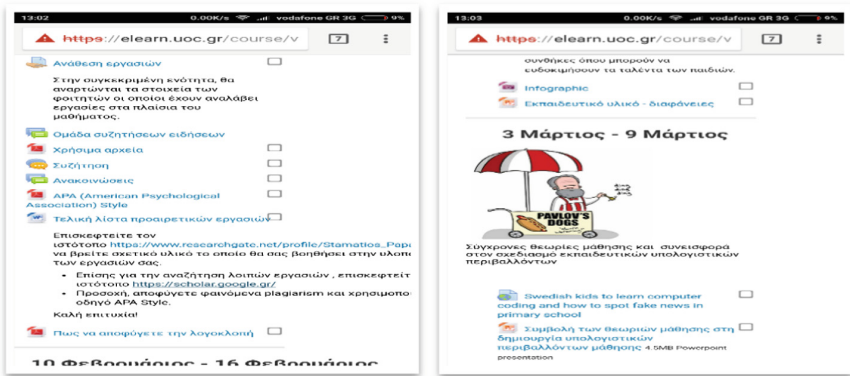 13:02 0.00K/s vodafone GR 3G 9%
https://elearn.uoc.gr/course/v 7
Ανάθεση εργασιών
Στην συγκεκριμένη ενότητα, θα
αναρτώνται τα στοιχεία των
φοιτητών οι οποίοι έχουν αναλάβει
εργασίες στα πλαίσια του
μαθήματος.
Ομάδα συζητήσεων ειδήσεων
Χρήσιμα αρχεία
Συζήτηση
Ανακοινώσεις
APA (American Psychological
Association) Style
Τελική λίστα προαιρετικών εργασιών
Επισκεφτείτε τον
ιστότοπο https://www.researchgate.net/profile/Stamatios_Papa
να βρείτε σχετικό υλικό το οποίο θα σας βοηθήσει στην υλοπο
των εργασιών σας.
• Επίσης για την αναζήτηση λοιπών εργασιών , επισκεφτείτ
ιστότοπο https://scholar.google.gr/
• Προσοχή, αποφύγετε φαινόμενα plagiarism και χρησιμοπο
οδηγό APA Style.
Καλή επιτυχία!
Πως να αποφύγετε την λογοκλοπή
10 Φεβρουάριος - 16 Φεβρουάριος
13:03 0.00K/s vodafone GR 3G 9%
https://elearn.uoc.gr/course/v 7
συνθήκες όπου μπορούν να
ευδοκιμήσουν τα ταλέντα των παιδιών.
Infographic
Εκπαιδευτικό υλικό - διαφάνειες
3 Μάρτιος - 9 Μάρτιος
PAVLOV'S
DOGS
Σύγχρονες θεωρίες μάθησης και συνεισφορά
στον σχεδιασμό εκπαιδευτικών υπολογιστικών
περιβαλλόντων
Swedish kids to learn computer
coding and how to spot fake news in
primary school
Συμβολή των θεωριών μάθησης στη
δημιουργία υπολογιστικών
περιβαλλόντων μάθησης 4.5MB Powerpoint
presentation